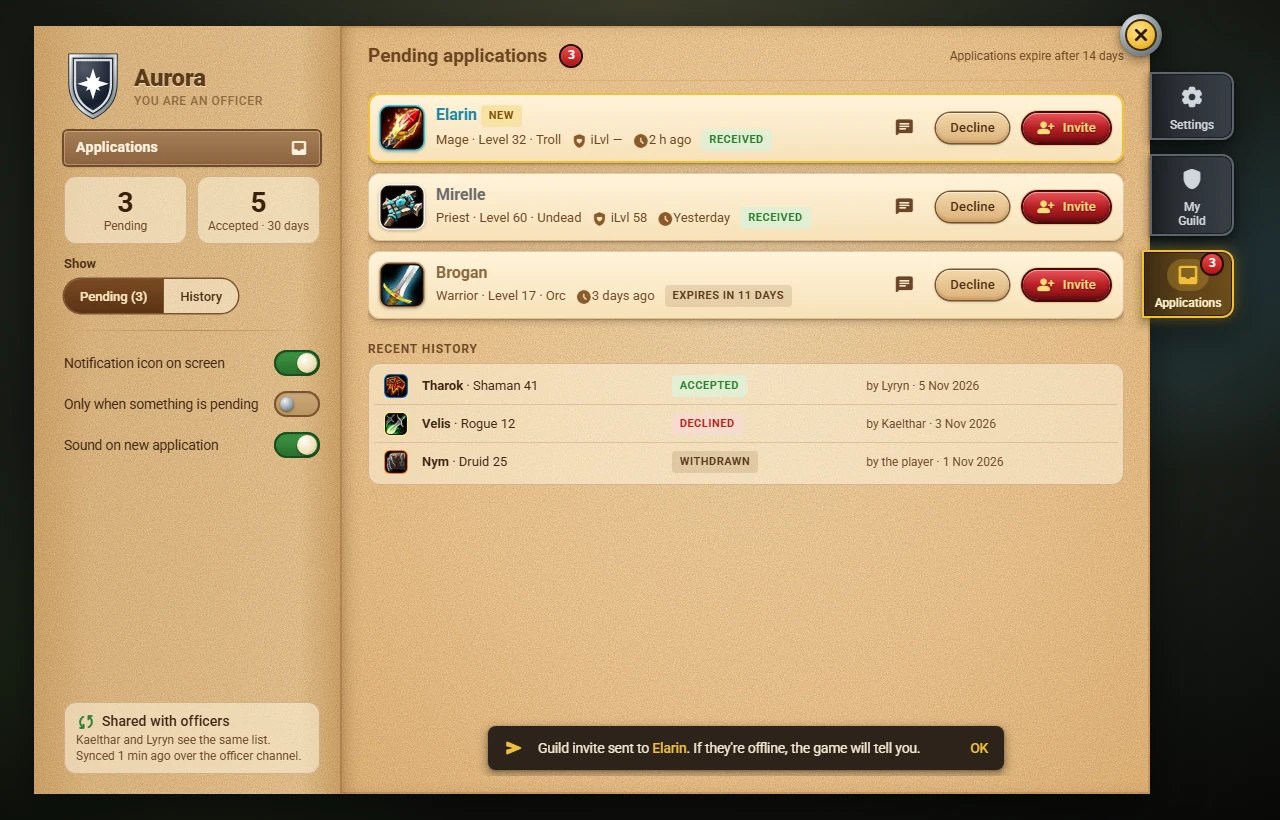 Aurora
YOU ARE AN OFFICER
Applications
3
Pending
5
Accepted · 30 days
Show
Pending (3)
History
Notification icon on screen
Only when something is pending
Sound on new application
Shared with officers
Kaelthar and Lyryn see the same list.
Synced 1 min ago over the officer channel.
Pending applications 3
Applications expire after 14 days
Elarin NEW
Mage · Level 32 · Troll iLvl — 2 h ago RECEIVED
Decline
Invite
Mirelle
Priest · Level 60 · Undead iLvl 58 Yesterday RECEIVED
Decline
Invite
Brogan
Warrior · Level 17 · Orc 3 days ago EXPIRES IN 11 DAYS
Decline
Invite
RECENT HISTORY
Tharok · Shaman 41 ACCEPTED by Lyryn · 5 Nov 2026
Velis · Rogue 12 DECLINED by Kaelthar · 3 Nov 2026
Nym · Druid 25 WITHDRAWN by the player · 1 Nov 2026
Guild invite sent to Elarin. If they're offline, the game will tell you. OK
Settings
My
Guild
3
Applications